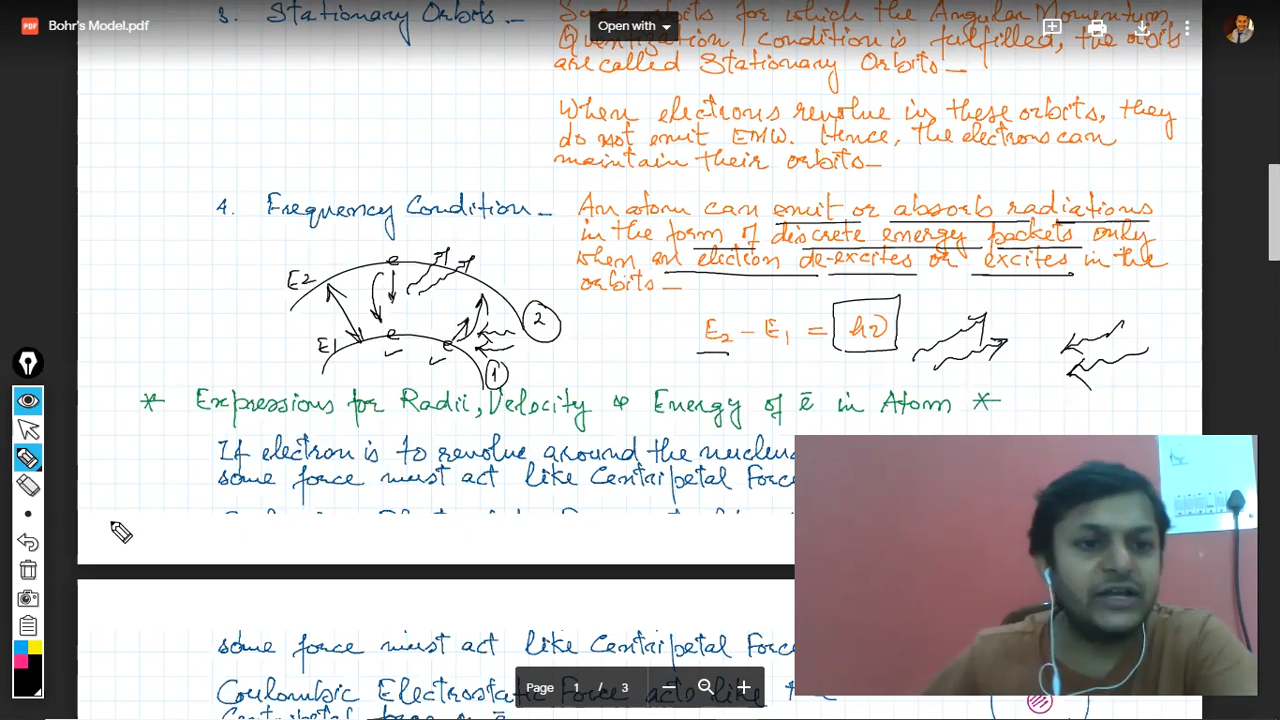 Bohr's Model.pdf
Open with
3. Stationary Orbits. - Such orbits for which the Angular Momentum
Quantization condition is fulfilled, the orbits
are called Stationary Orbits -
When electrons revolve in these orbits, they
do not emit EMW. Hence, the electrons can
maintain their orbits -
4. Frequency Condition - An atom can emit or absorb radiations
in the form of discrete energy packets only
when an election de-excites or excites in the
orbits -
E2
e
E1
e
2
1
E₂ - E₁ = hν
* Expressions for Radii, Velocity & Energy of ē in Atom *
If electron is to revolve around the nucleus
some force must act like Centripetal Force
some force must act like Centripetal Force
Page 1 / 3
Coulombic Electrostatic Force acts like the